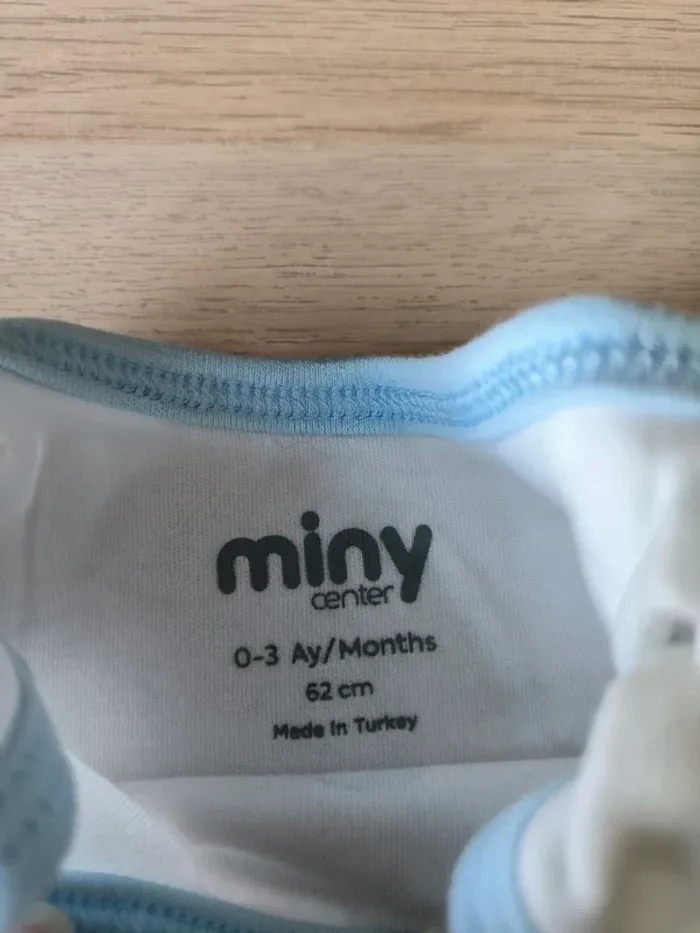 miny
center
0-3 Ay/Months
62 cm
Made In Turkey